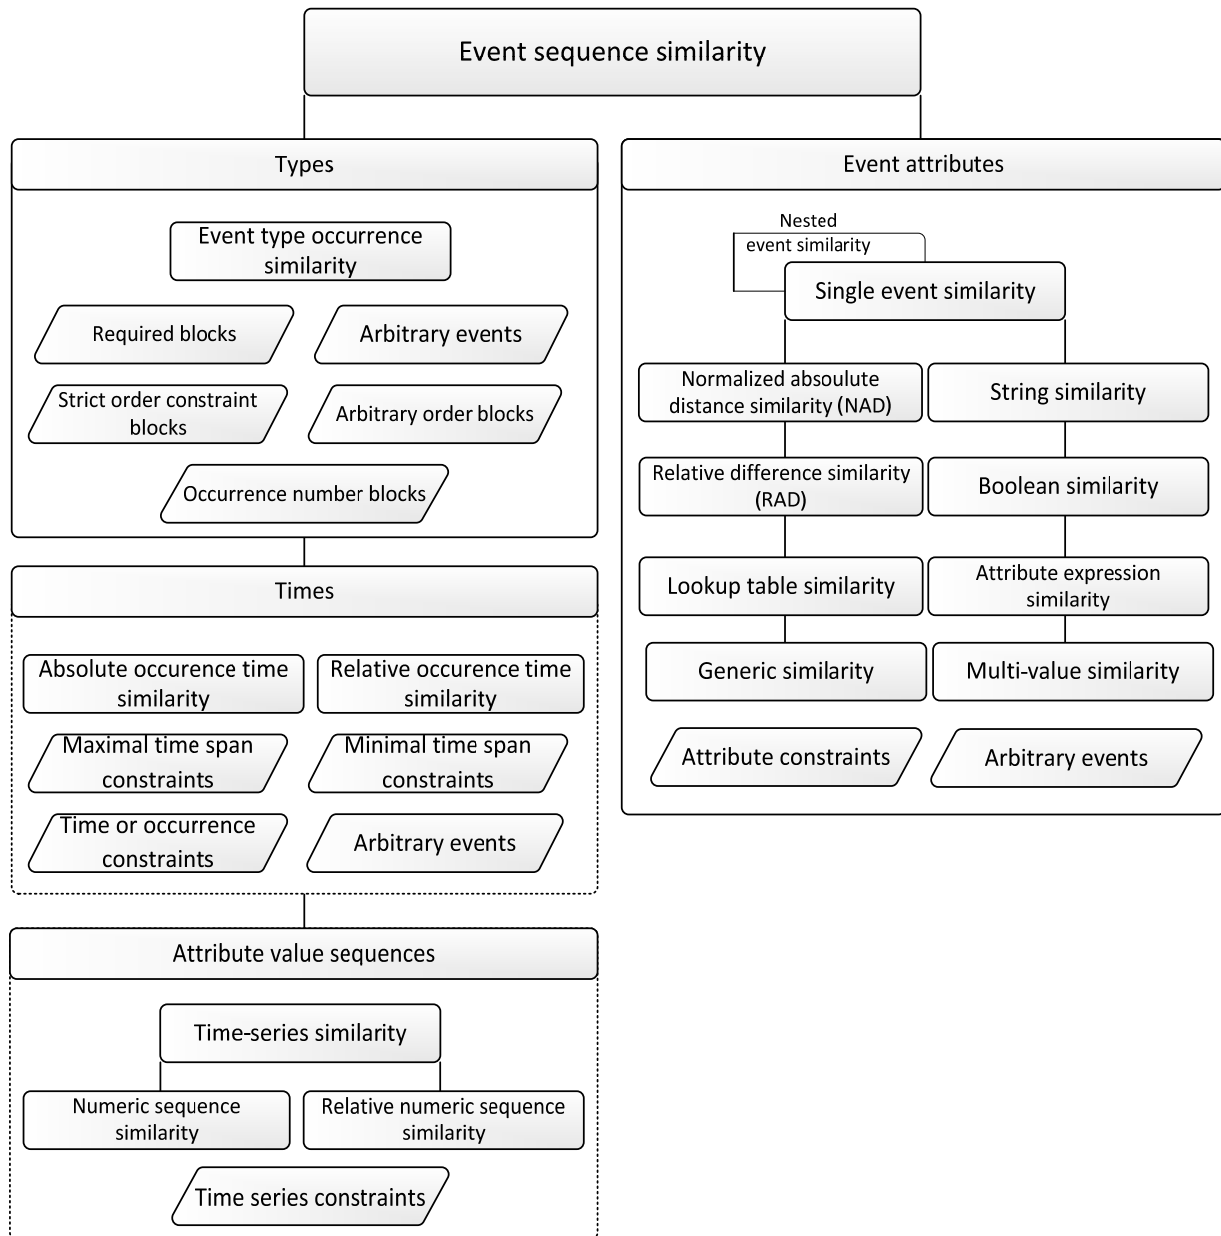 Event sequence similarity
Types
Event type occurrence
similarity
Required blocks
Arbitrary events
Strict order constraint
blocks
Arbitrary order blocks
Occurrence number blocks
Times
Absolute occurence time
similarity
Relative occurence time
similarity
Maximal time span
constraints
Minimal time span
constraints
Time or occurrence
constraints
Arbitrary events
Attribute value sequences
Time-series similarity
Numeric sequence
similarity
Relative numeric sequence
similarity
Time series constraints
Event attributes
Nested
event similarity
Single event similarity
Normalized absoulute
distance similarity (NAD)
String similarity
Relative difference similarity
(RAD)
Boolean similarity
Lookup table similarity
Attribute expression
similarity
Generic similarity
Multi-value similarity
Attribute constraints
Arbitrary events